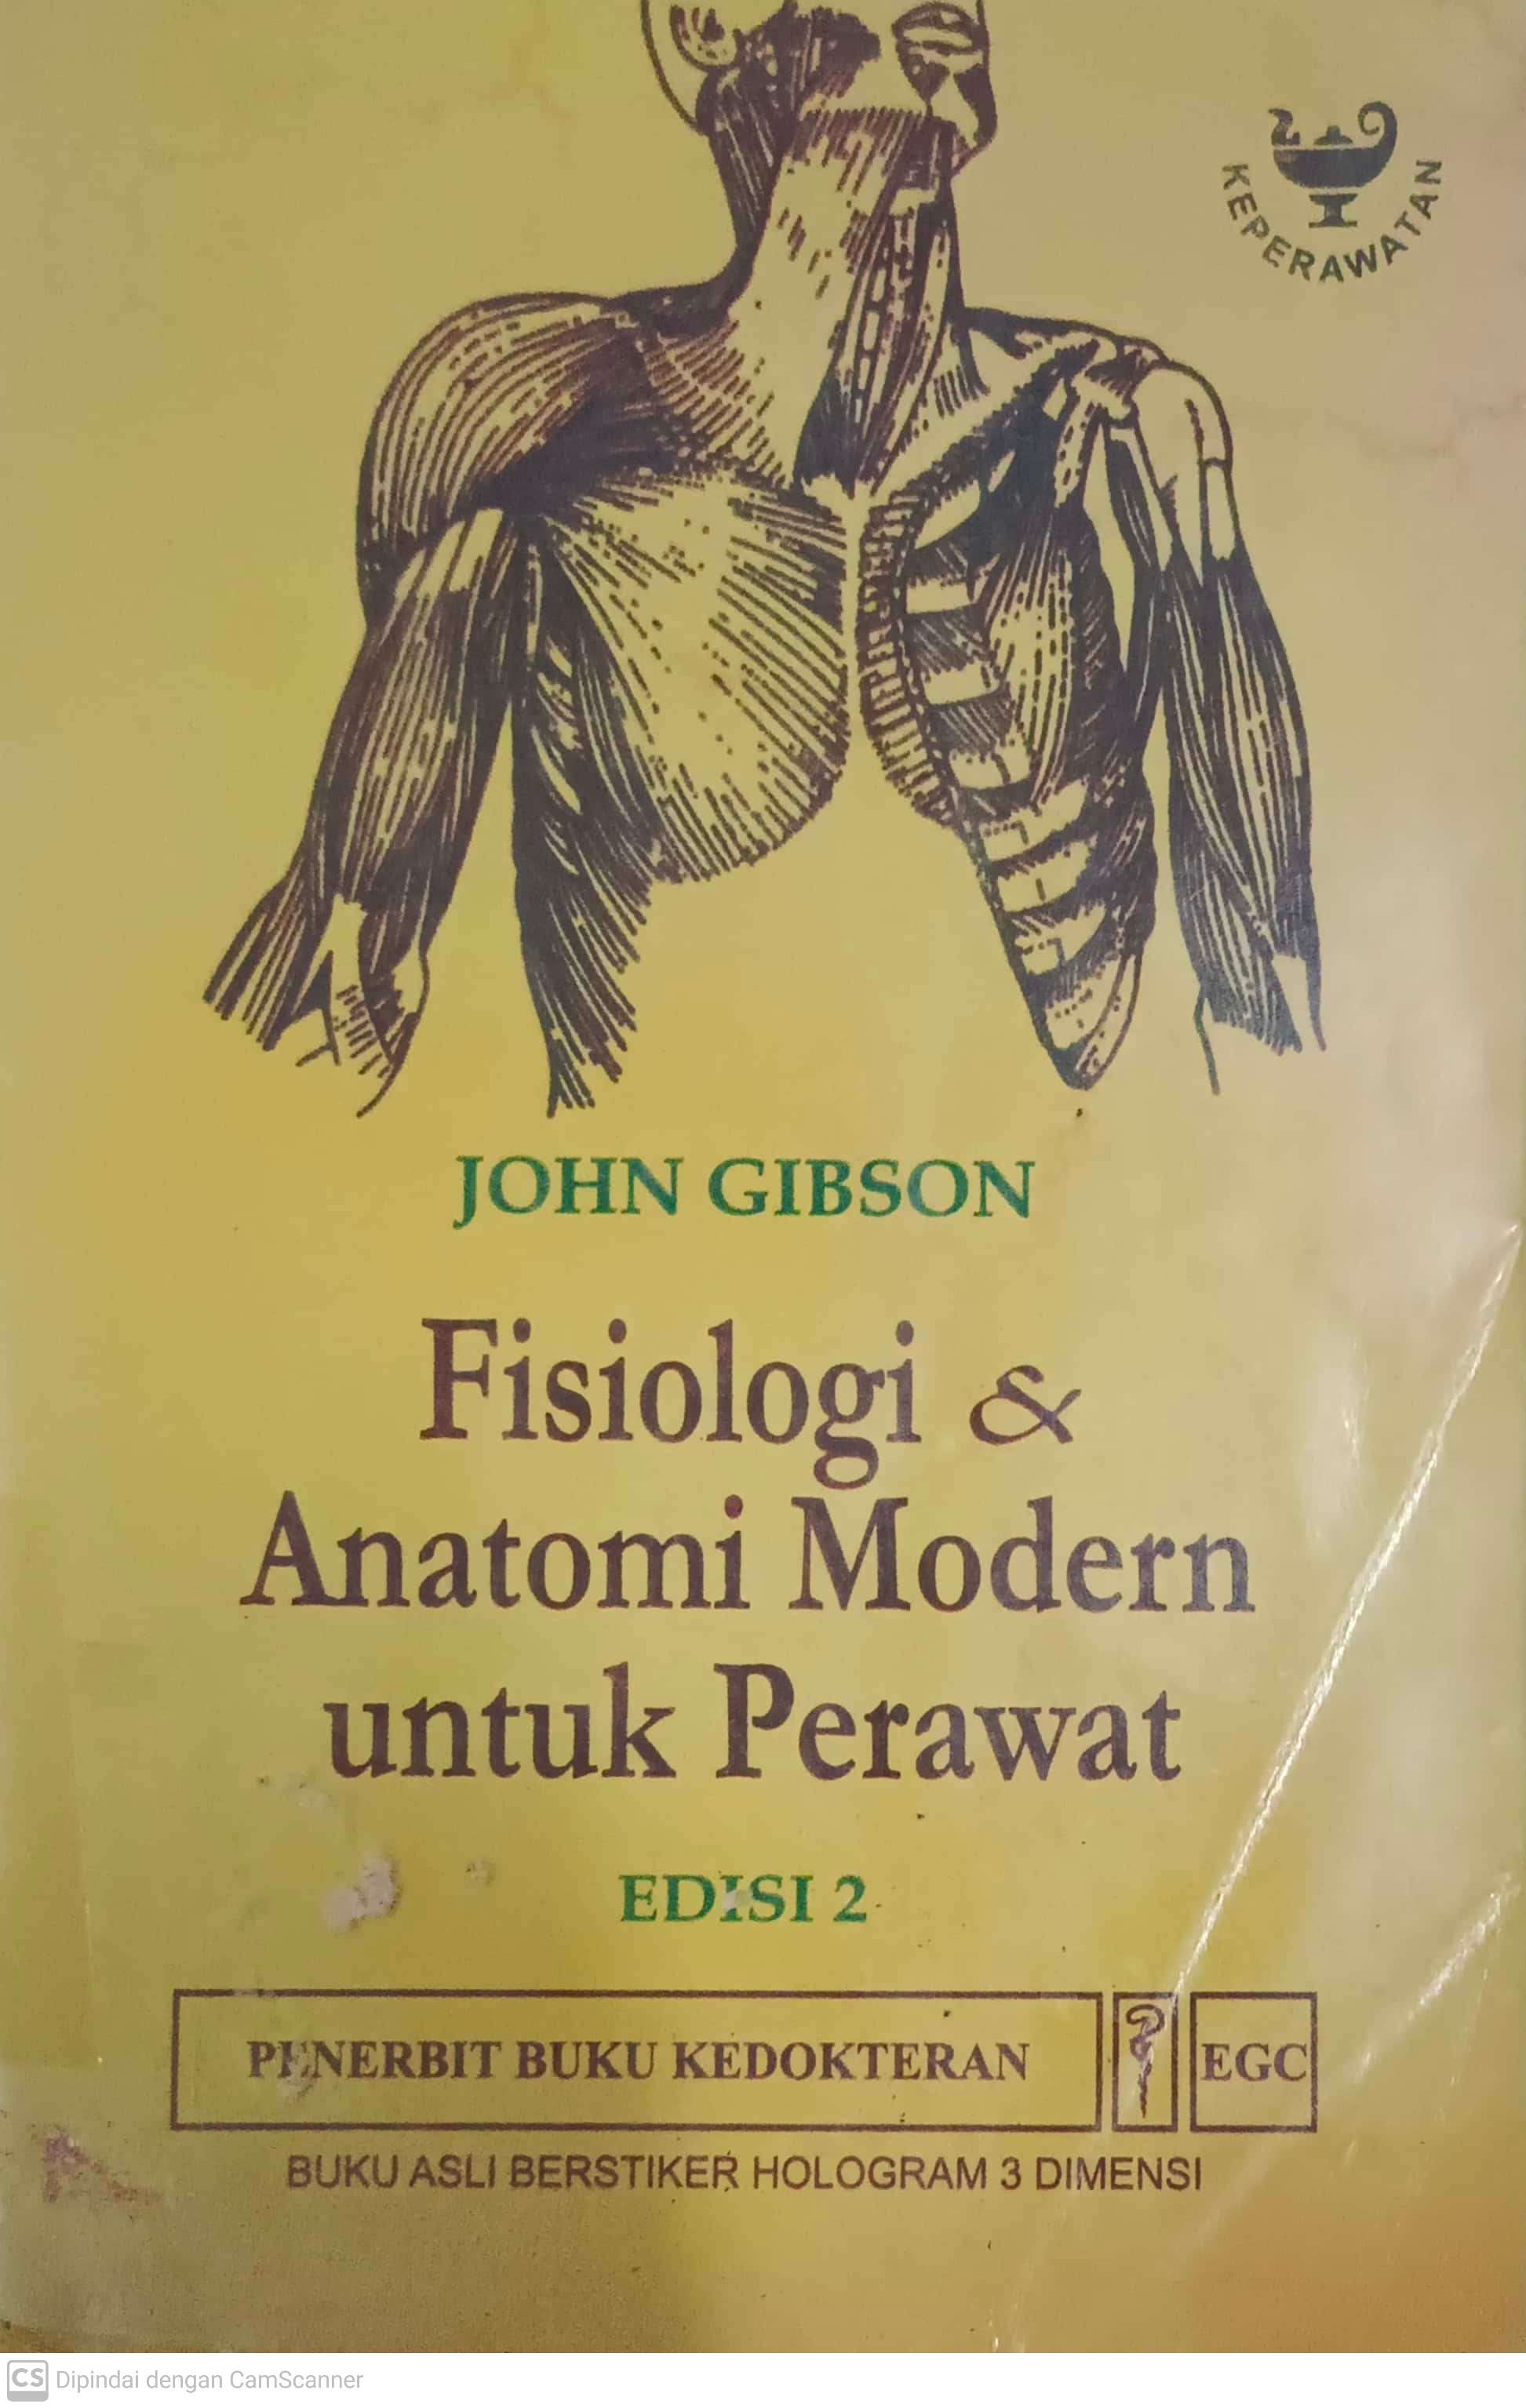 KEPERAWATAN
JOHN GIBSON
Fisiologi &
Anatomi Modern
untuk Perawat
EDISI 2
PENERBIT BUKU KEDOKTERAN EGC
BUKU ASLI BERSTIKER HOLOGRAM 3 DIMENSI
CS Dipindai dengan CamScanner